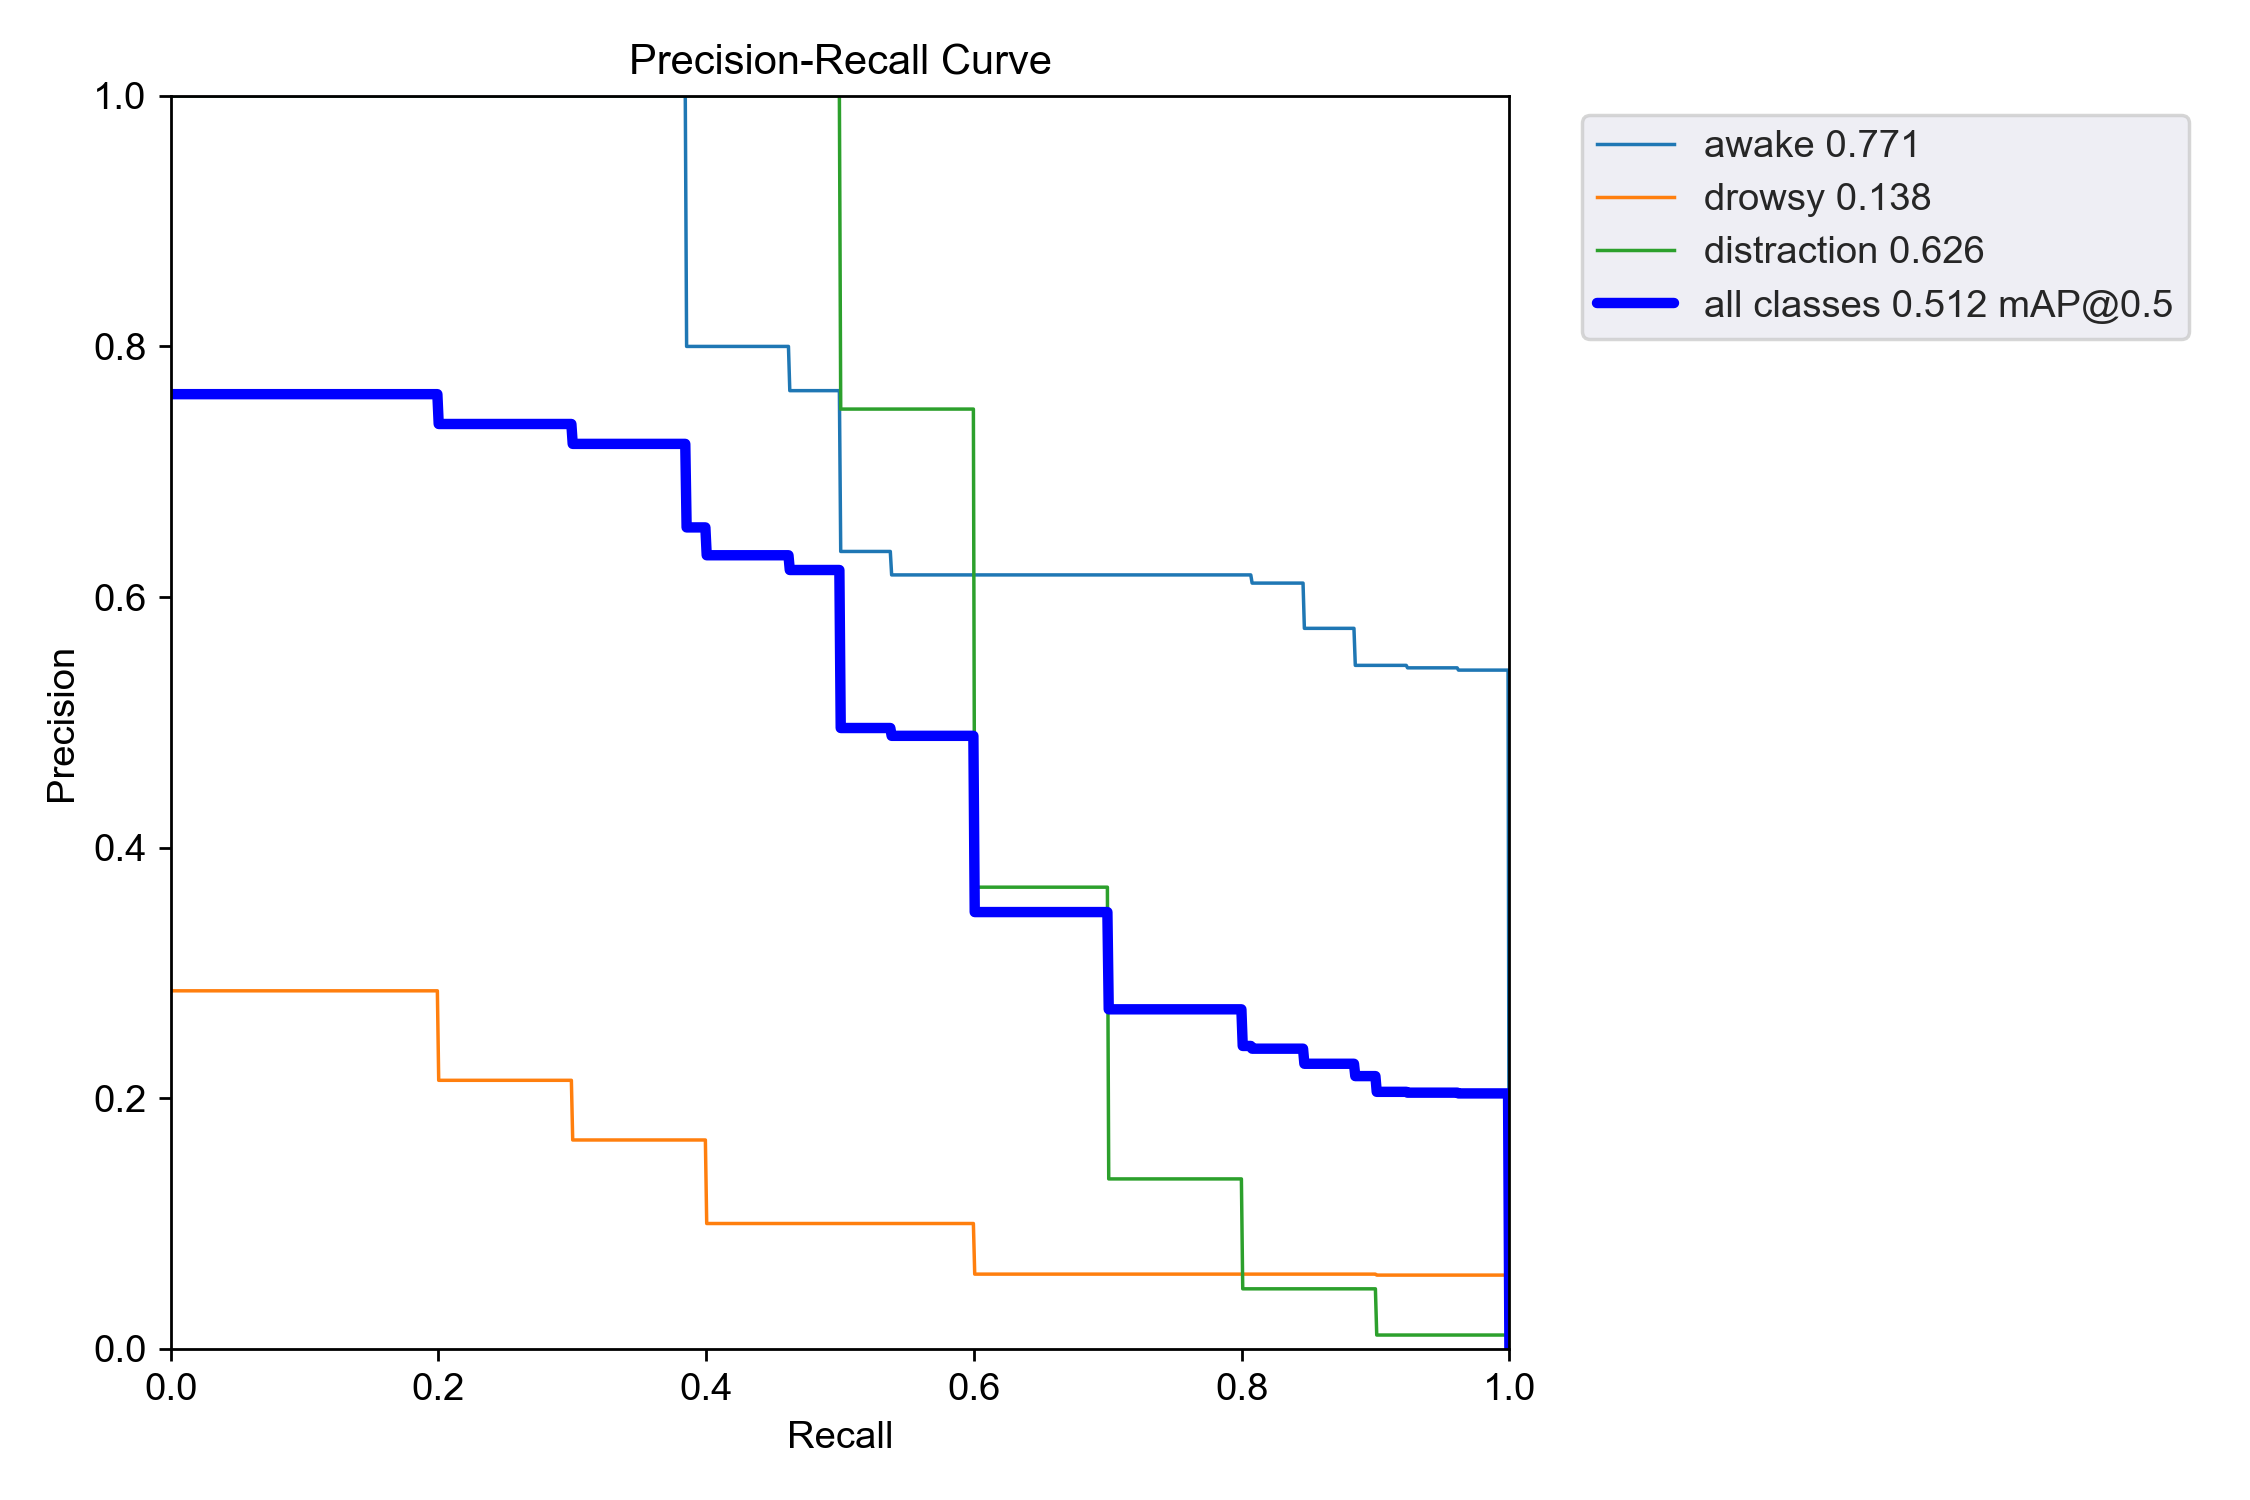 Precision-Recall Curve
1.0
0.8
0.6
0.4
0.2
0.0
Precision
0.0 0.2 0.4 0.6 0.8 1.0
Recall
awake 0.771
drowsy 0.138
distraction 0.626
all classes 0.512 mAP@0.5